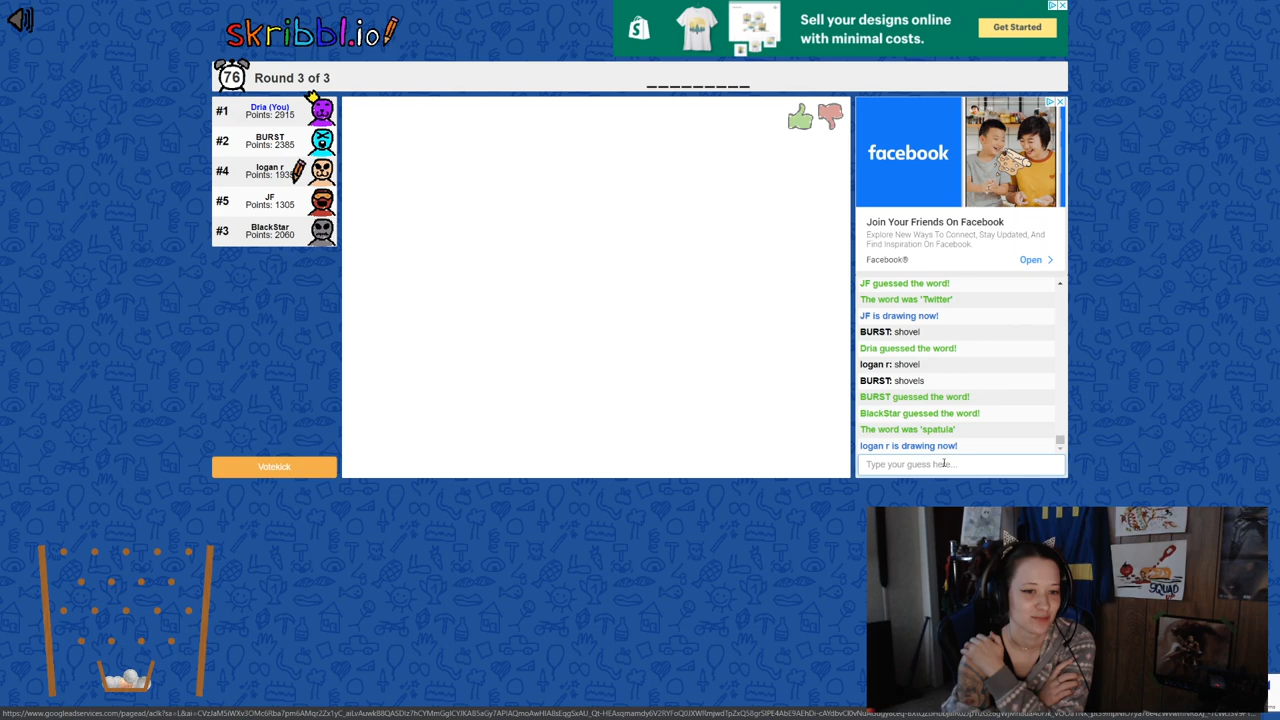 skribbl.io
Sell your designs online
with minimal costs.
Get Started
76
Round 3 of 3
_________
#1
Dria (You)
Points: 2915
#2
BURST
Points: 2385
#4
logan r
Points: 1935
#5
JF
Points: 1305
#3
BlackStar
Points: 2060
Votekick
facebook
Join Your Friends On Facebook
Explore New Ways To Connect, Stay Updated, And
Find Inspiration On Facebook.
Facebook®
Open
JF guessed the word!
The word was 'Twitter'
JF is drawing now!
BURST: shovel
Dria guessed the word!
logan r: shovel
BURST: shovels
BURST guessed the word!
BlackStar guessed the word!
The word was 'spatula'
logan r is drawing now!
Type your guess here...
SQUAD